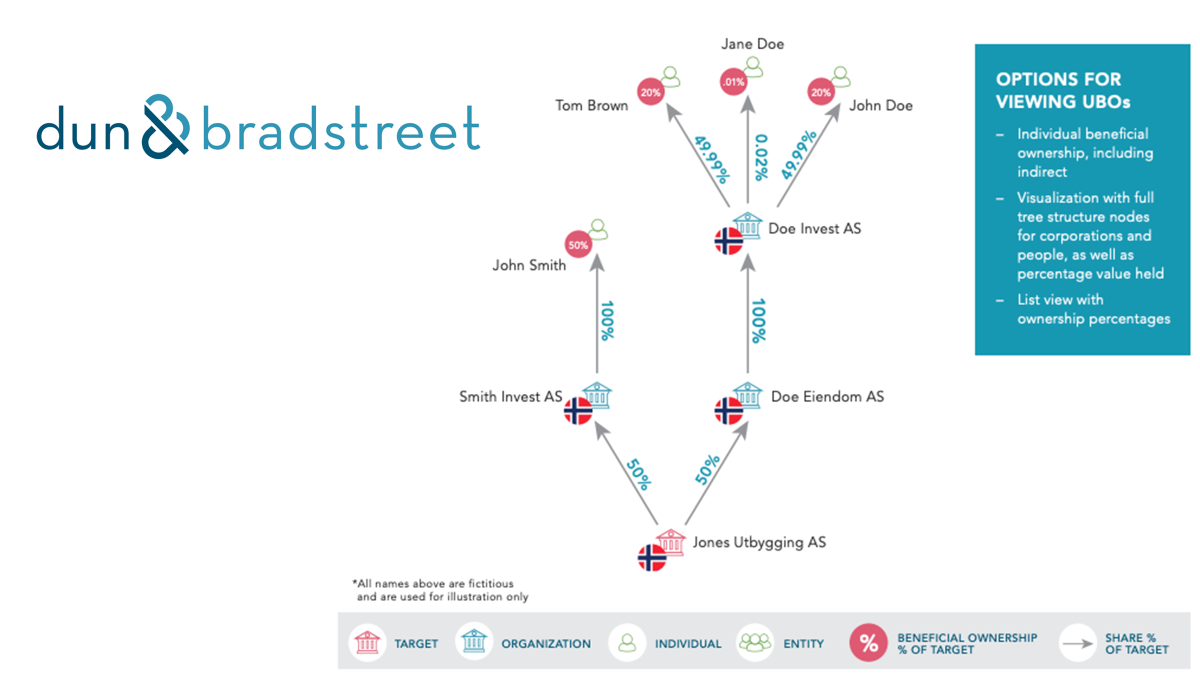 dun & bradstreet
Jane Doe
.01%
20%
20%
Tom Brown
John Doe
49.99%
0.02%
49.99%
Doe Invest AS
50%
John Smith
100%
100%
Smith Invest AS
Doe Eiendom AS
50%
50%
Jones Utbygging AS
OPTIONS FOR
VIEWING UBOs
– Individual beneficial
ownership, including
indirect
– Visualization with full
tree structure nodes
for corporations and
people, as well as
percentage value held
– List view with
ownership percentages
*All names above are fictitious
and are used for illustration only
TARGET
ORGANIZATION
INDIVIDUAL
ENTITY
%
BENEFICIAL OWNERSHIP
% OF TARGET
SHARE %
OF TARGET